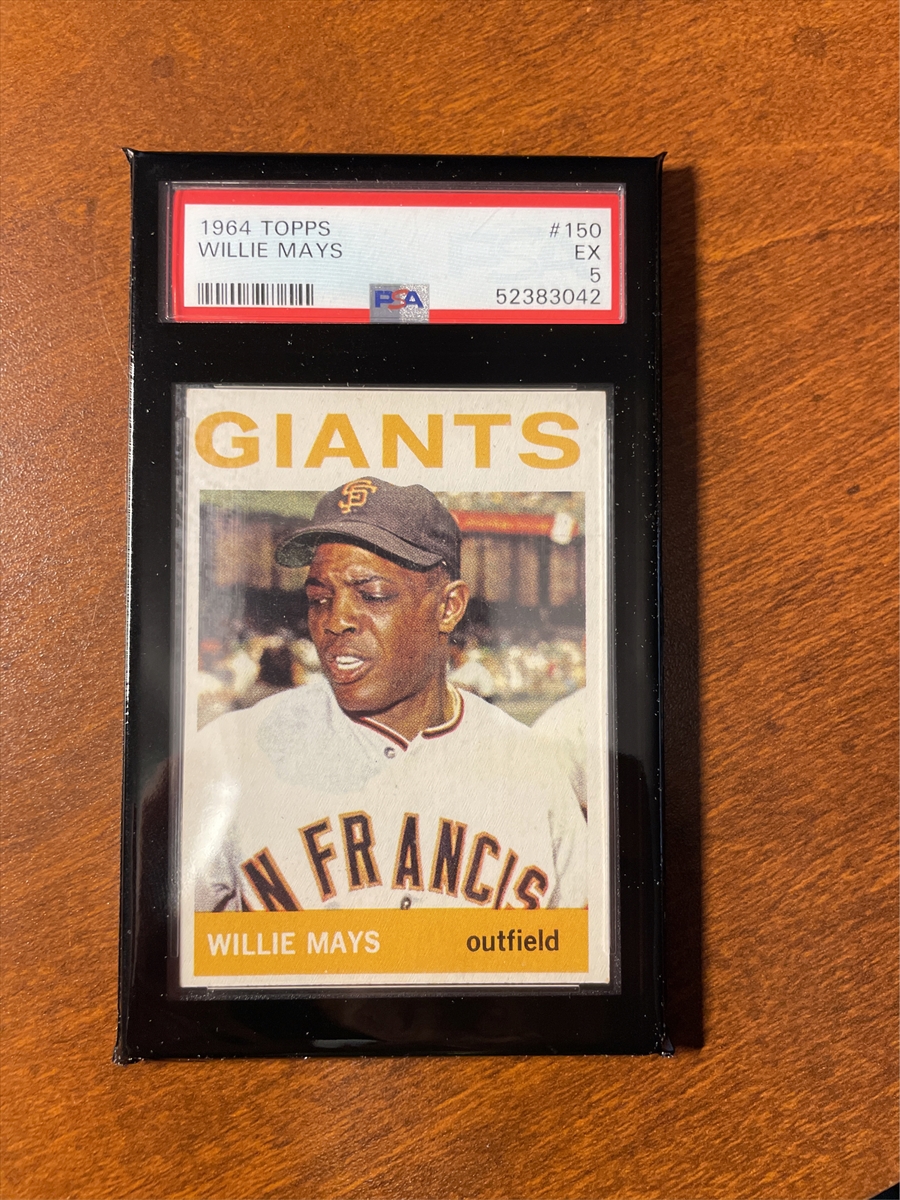 1964 TOPPS #150
WILLIE MAYS EX
5
PSA 52383042
GIANTS
SF
N FRANCIS
WILLIE MAYS outfield